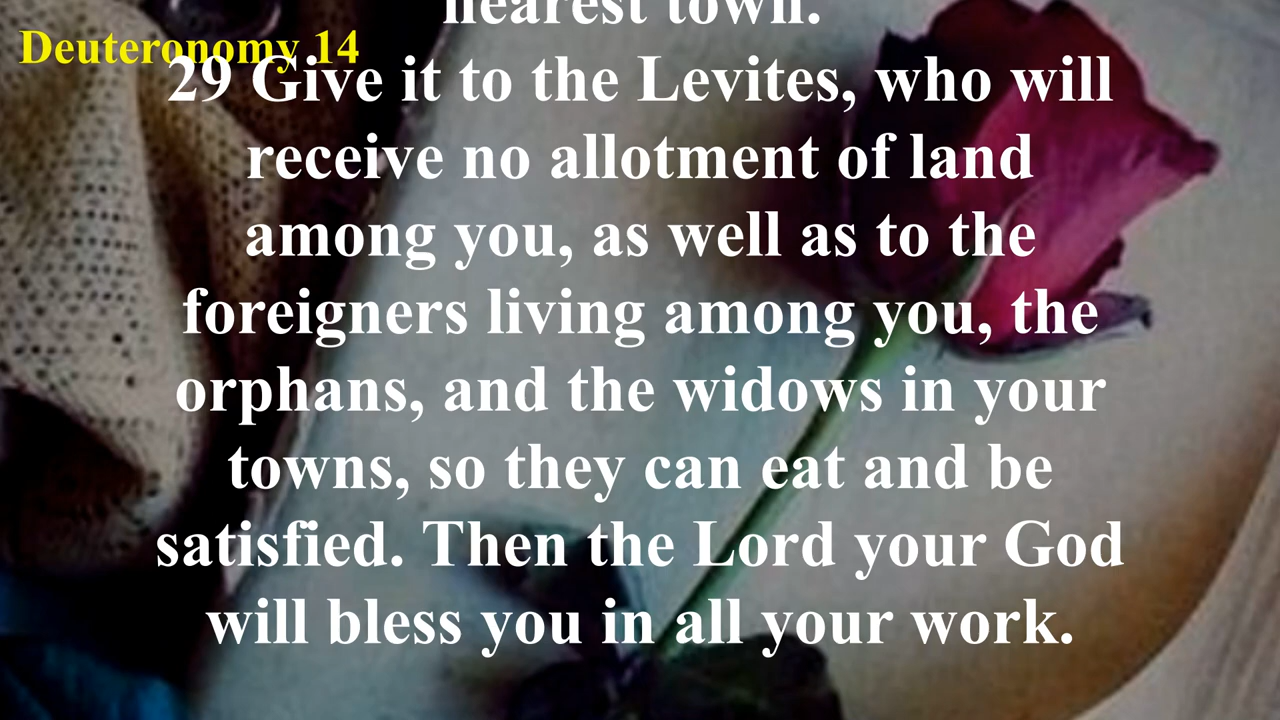 nearest town.
Deuteronomy 14
29 Give it to the Levites, who will
receive no allotment of land
among you, as well as to the
foreigners living among you, the
orphans, and the widows in your
towns, so they can eat and be
satisfied. Then the Lord your God
will bless you in all your work.